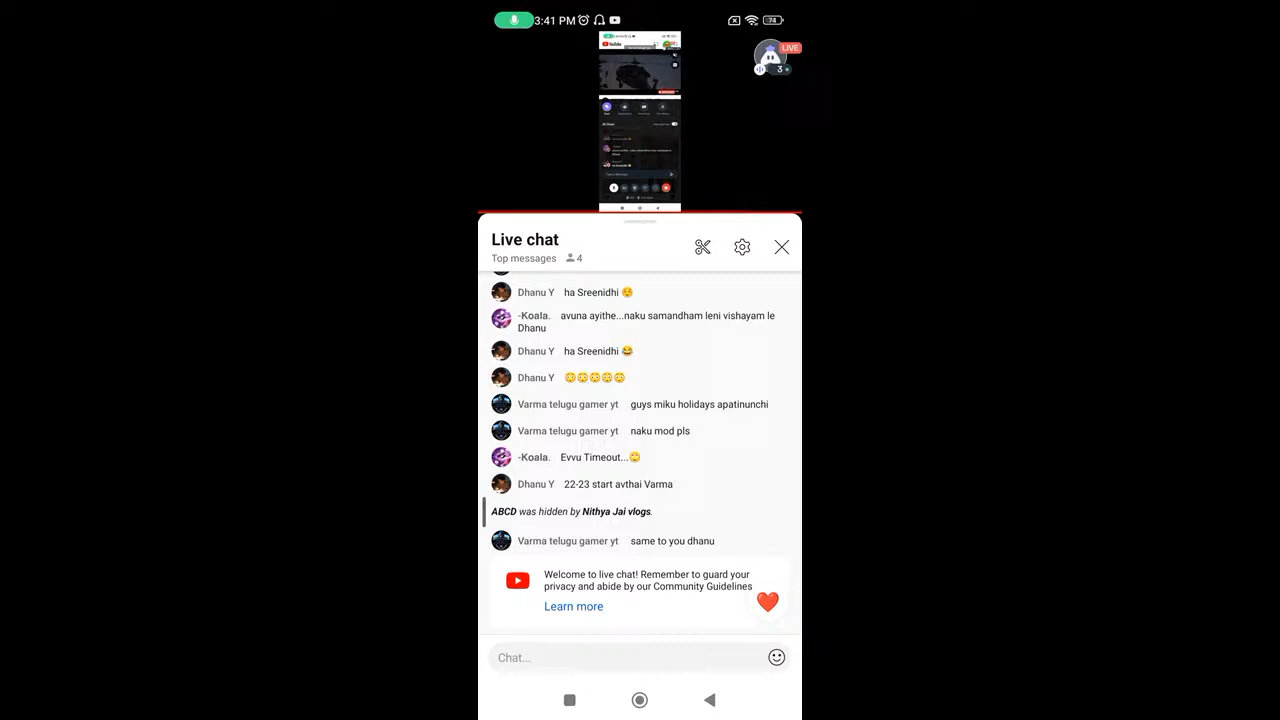 3:41 PM
74
YouTube
LIVE
3
Live chat
Top messages 4
Dhanu Y ha Sreenidhi ☺️
-Koala. avuna ayithe...naku samandham leni vishayam le
Dhanu
Dhanu Y ha Sreenidhi 😂
Dhanu Y 😳😳😳😳😳
Varma telugu gamer yt guys miku holidays apatinunchi
Varma telugu gamer yt naku mod pls
-Koala. Evvu Timeout...🙄
Dhanu Y 22-23 start avthai Varma
ABCD was hidden by Nithya Jai vlogs.
Varma telugu gamer yt same to you dhanu
Welcome to live chat! Remember to guard your
privacy and abide by our Community Guidelines
Learn more
Chat...